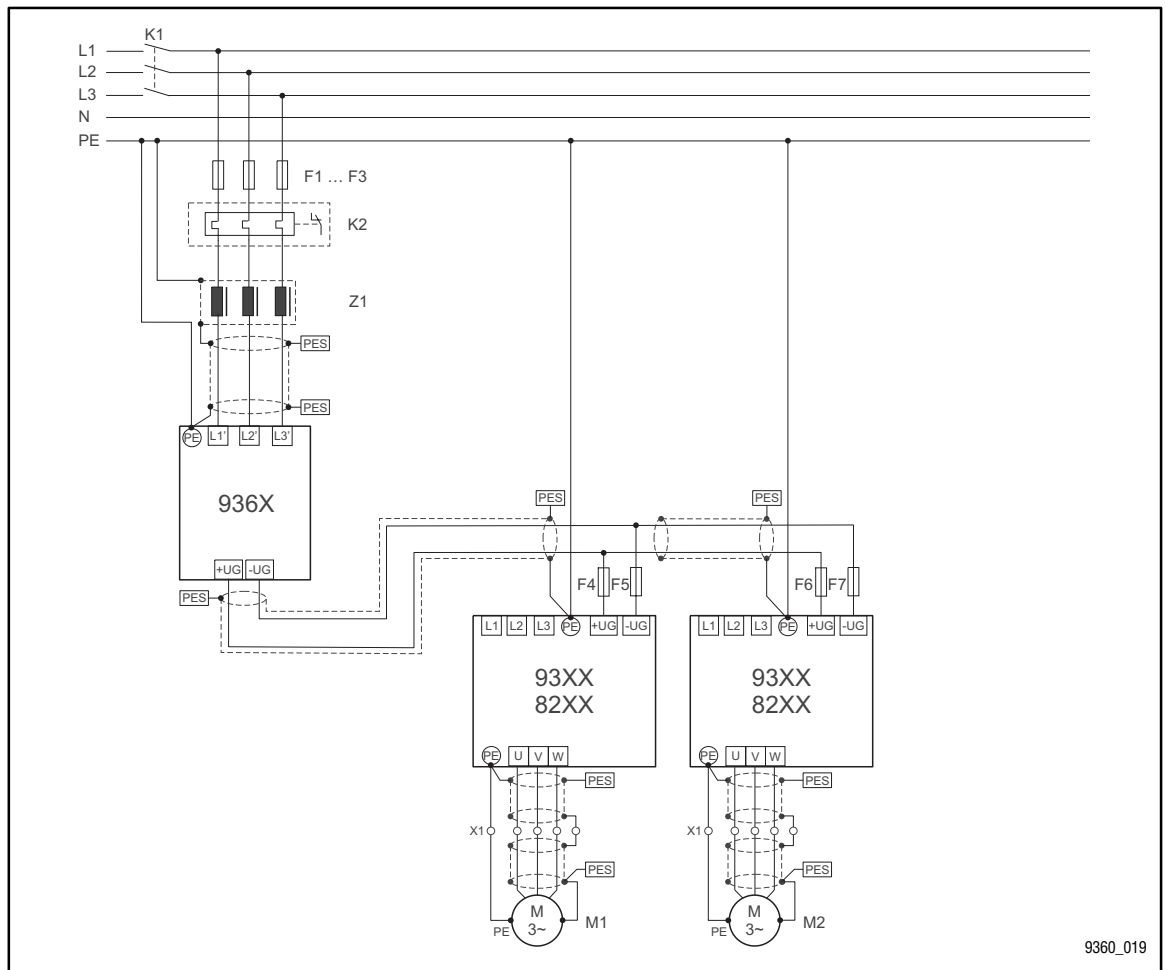 K1
L1
L2
L3
N
PE
F1 … F3
K2
Z1
PES
PES
PE L1' L2' L3'
936X
+UG -UG
PES
PES PES
F4 F5 F6 F7
L1 L2 L3 PE +UG -UG L1 L2 L3 PE +UG -UG
93XX 93XX
82XX 82XX
PE U V W PE U V W
PES PES
X1 X1
PES PES
M M
3~ 3~
M1 M2
PE PE
9360_019